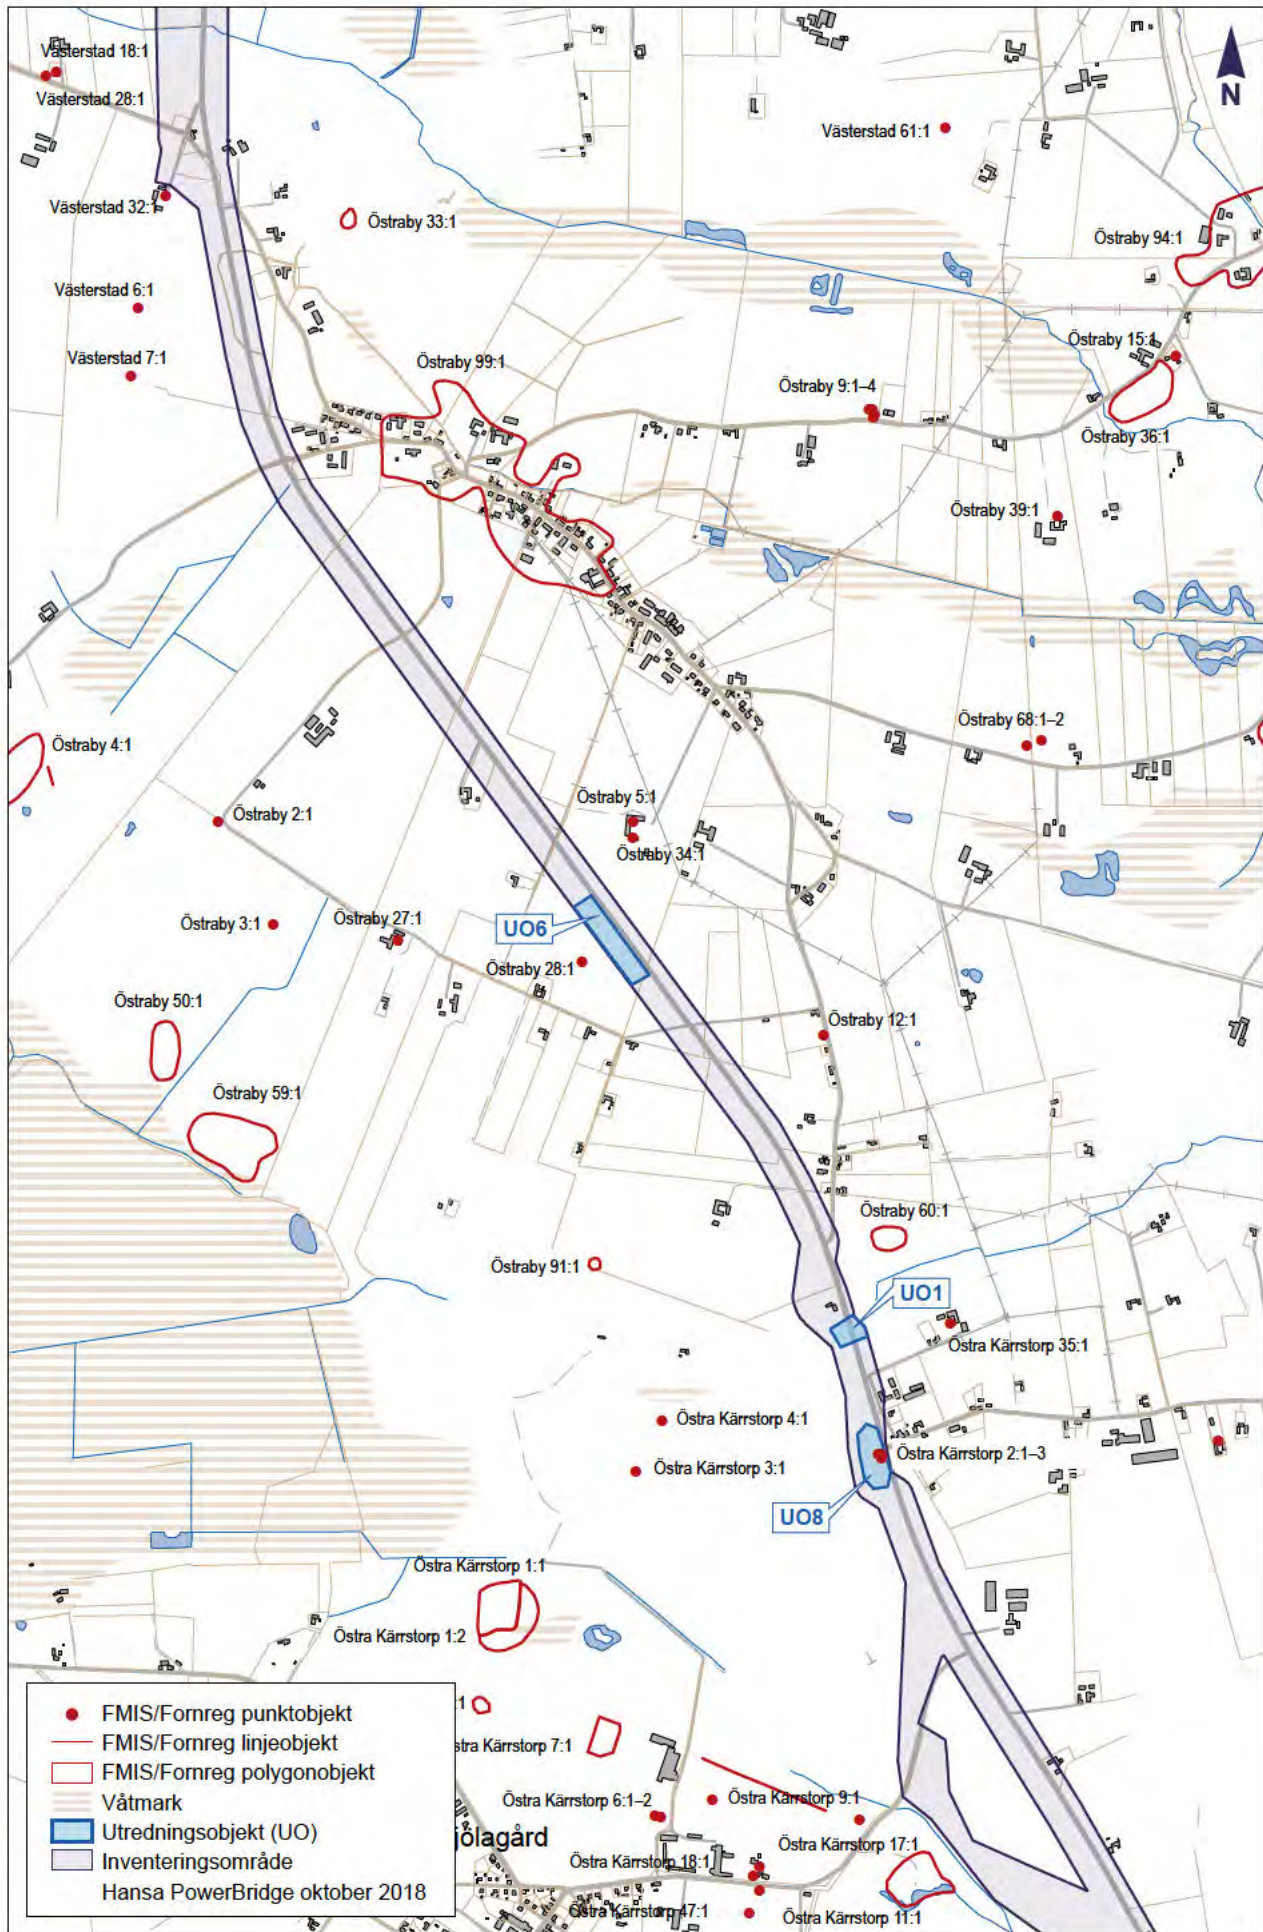 Västerstad 18:1
Västerstad 28:1
N
Västerstad 61:1
Västerstad 32:1
Östraby 33:1
Östraby 94:1
Västerstad 6:1
Östraby 15:1
Västerstad 7:1
Östraby 99:1
Östraby 9:1–4
Östraby 36:1
Östraby 39:1
Östraby 68:1–2
Östraby 4:1
Östraby 5:1
Östraby 2:1
Östraby 34:1
Östraby 3:1
Östraby 27:1
UO6
Östraby 28:1
Östraby 50:1
Östraby 12:1
Östraby 59:1
Östraby 60:1
Östraby 91:1
UO1
Östra Kärrstorp 35:1
Östra Kärrstorp 4:1
Östra Kärrstorp 2:1–3
Östra Kärrstorp 3:1
UO8
Östra Kärrstorp 1:1
Östra Kärrstorp 1:2
:1
stra Kärrstorp 7:1
Östra Kärrstorp 6:1–2
Östra Kärrstorp 9:1
jölagård
Östra Kärrstorp 17:1
Östra Kärrstorp 18:1
Östra Kärrstorp 47:1
Östra Kärrstorp 11:1
FMIS/Fornreg punktobjekt
FMIS/Fornreg linjeobjekt
FMIS/Fornreg polygonobjekt
Våtmark
Utredningsobjekt (UO)
Inventeringsområde
Hansa PowerBridge oktober 2018